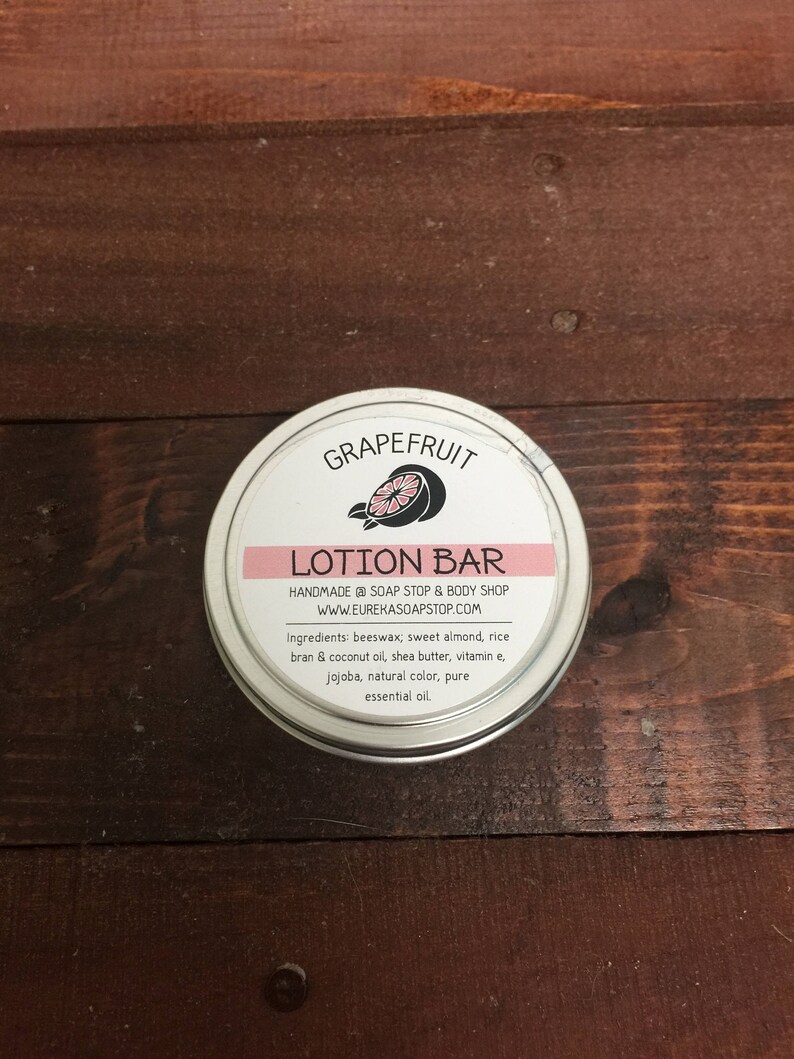 GRAPEFRUIT
LOTION BAR
HANDMADE @ SOAP STOP & BODY SHOP
WWW.EUREKASOAPSTOP.COM
Ingredients: beeswax; sweet almond, rice
bran & coconut oil, shea butter, vitamin e,
jojoba, natural color, pure
essential oil.